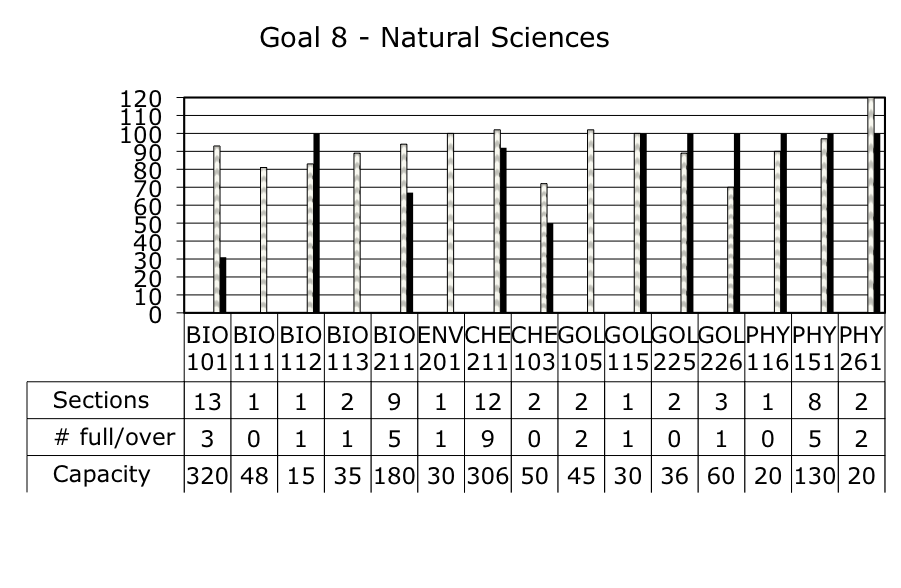 Goal 8 - Natural Sciences
120
110
100
90
80
70
60
50
40
30
20
10
0
BIO BIO BIO BIO BIO ENV CHE CHE GOL GOL GOL GOL PHY PHY PHY
101 111 112 113 211 201 211 103 105 115 225 226 116 151 261
Sections 13 1 1 2 9 1 12 2 2 1 2 3 1 8 2
# full/over 3 0 1 1 5 1 9 0 2 1 0 1 0 5 2
Capacity 320 48 15 35 180 30 306 50 45 30 36 60 20 130 20